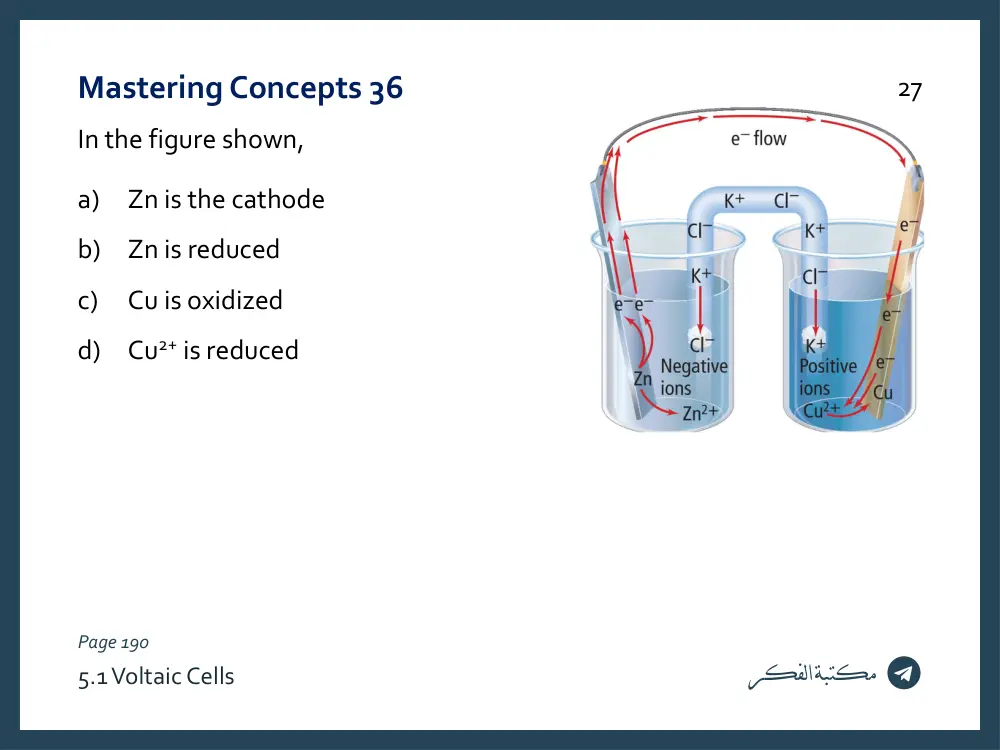 Mastering Concepts 36
27
In the figure shown,
a) Zn is the cathode
b) Zn is reduced
c) Cu is oxidized
d) Cu²⁺ is reduced
e⁻ flow
K⁺ Cl⁻
Cl⁻
K⁺
K⁺
Cl⁻
e⁻
e⁻ e⁻
e⁻
Cl⁻
K⁺
Zn
Negative
ions
Zn²⁺
Positive
ions
e⁻
Cu
Cu²⁺
Page 190
5.1 Voltaic Cells
مكتبة الفكر